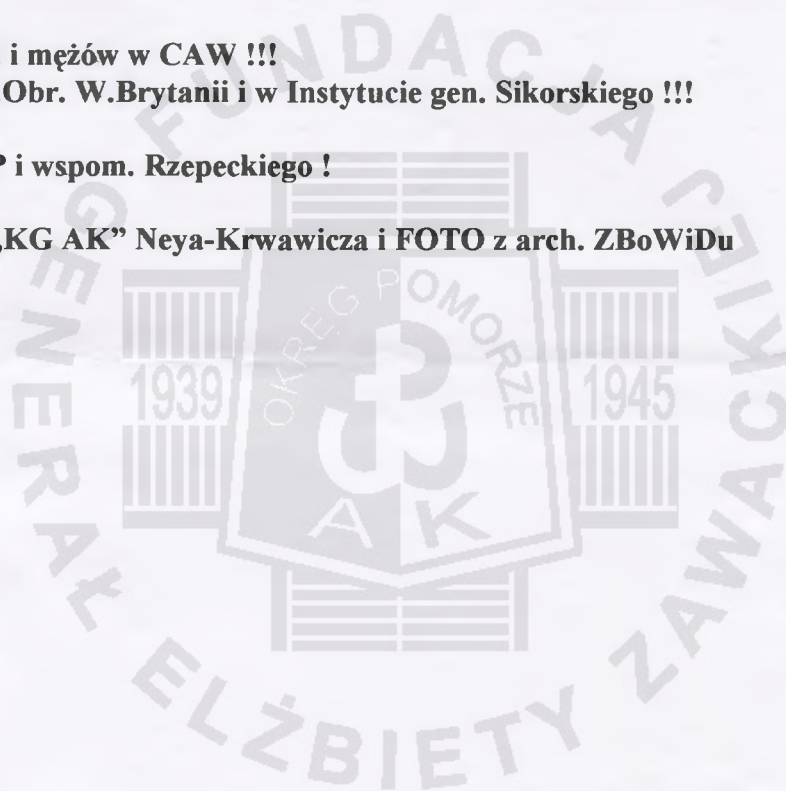 i mężów w CAW !!!
Obr. W.Brytanii i w Instytucie gen. Sikorskiego !!!
i wspom. Rzepeckiego !
„KG AK” Neya-Krwawicza i FOTO z arch. ZBoWiDu
FUNDACJA
GENERAŁ ELŻBIETY ZAWACKIEJ
OKRĘG POMORZE
1939
1945
AK